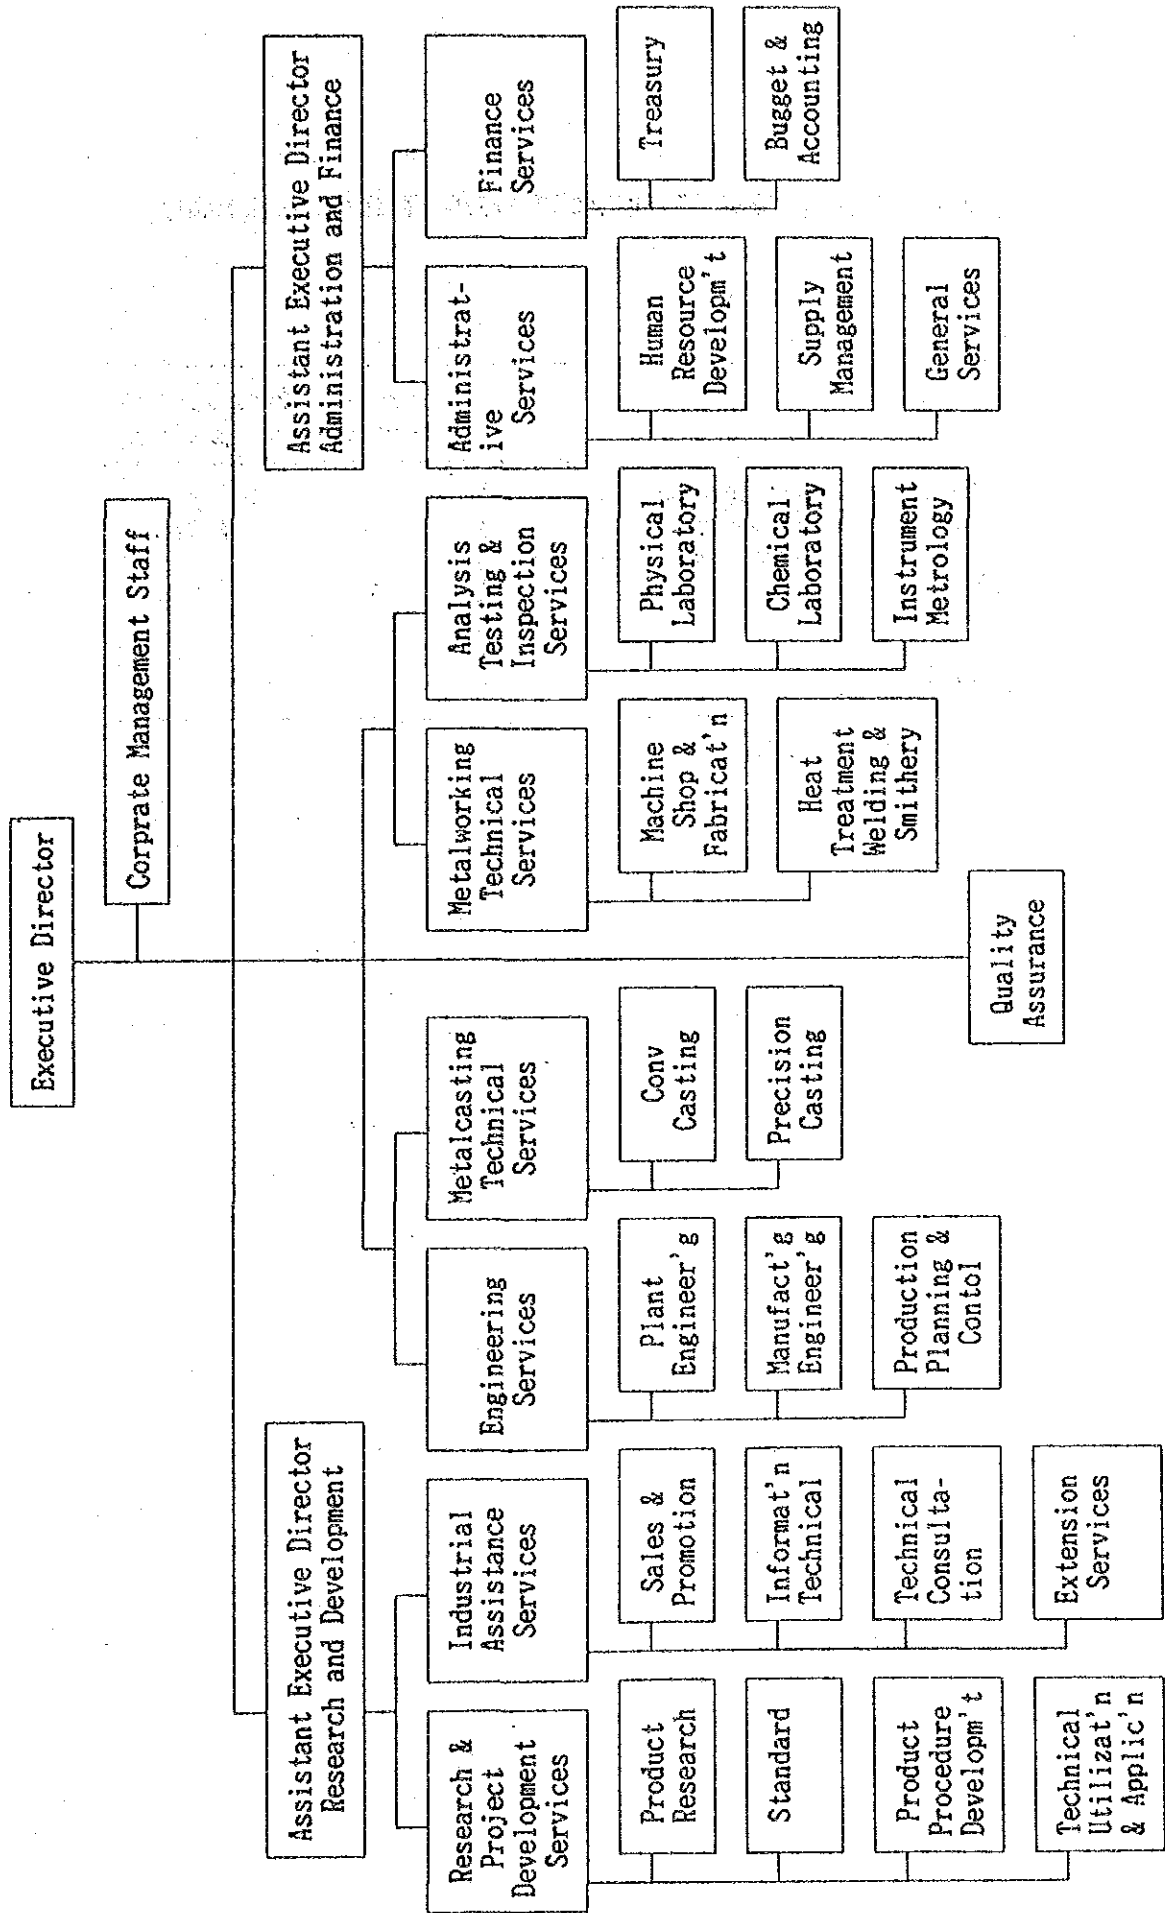 Executive Director
Corprate Management Staff
Assistant Executive Director
Research and Development
Assistant Executive Director
Administration and Finance
Research &
Project
Development
Services
Industrial
Assistance
Services
Engineering
Services
Metalcasting
Technical
Services
Metalworking
Technical
Services
Analysis
Testing &
Inspection
Services
Administrat-
ive
Services
Finance
Services
Product
Research
Standard
Product
Procedure
Developm't
Technical
Utilizat'n
& Applic'n
Sales &
Promotion
Informat'n
Technical
Technical
Consulta-
tion
Extension
Services
Plant
Engineer'g
Manufact'g
Engineer'g
Production
Planning &
Contol
Conv
Casting
Precision
Casting
Quality
Assurance
Machine
Shop &
Fabricat'n
Heat
Treatment
Welding &
Smithery
Physical
Laboratory
Chemical
Laboratory
Instrument
Metrology
Human
Resource
Developm't
Supply
Management
General
Services
Treasury
Bugget &
Accounting